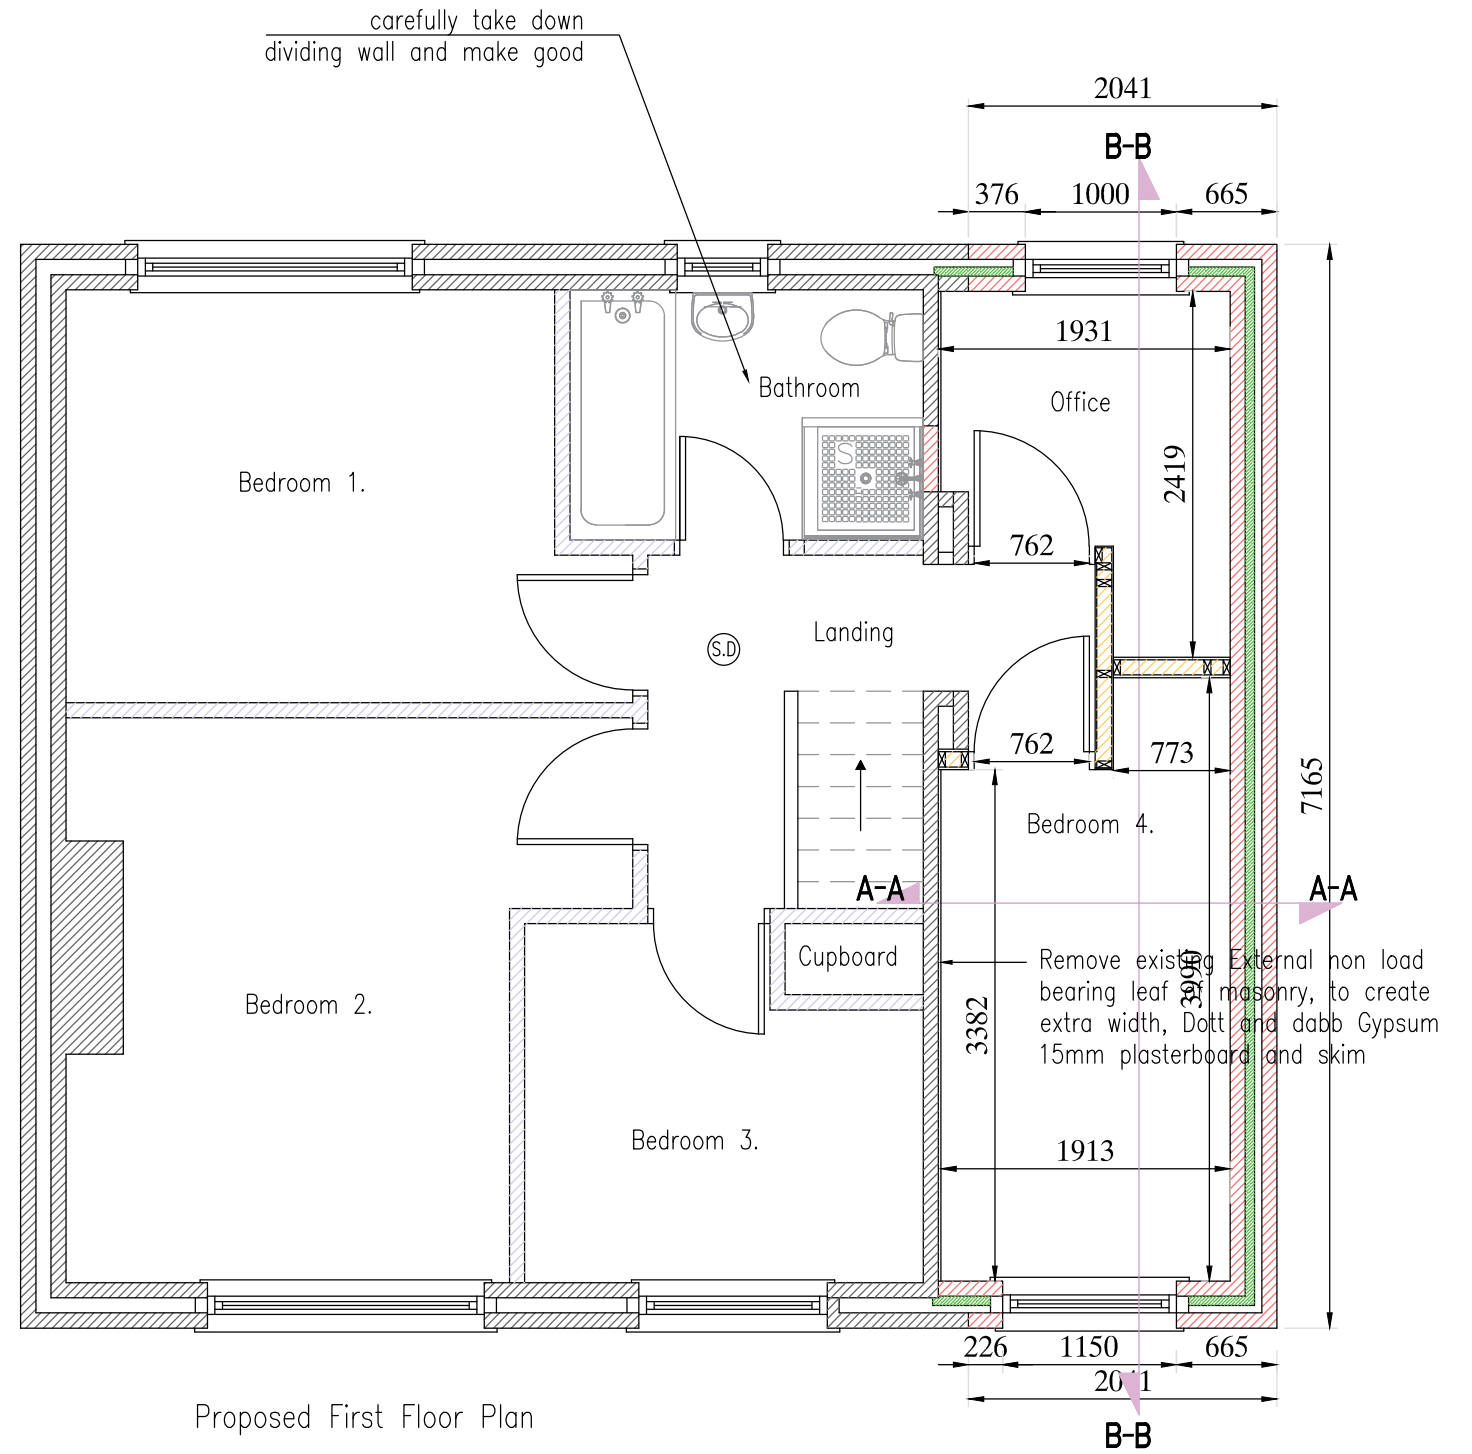 carefully take down
dividing wall and make good
2041
B-B
376 1000 665
1931
Bathroom
Office
Bedroom 1.
S
2419
762
Landing
S.D
762
773
7165
Bedroom 4.
A-A
A-A
Cupboard
Remove existing External non load
bearing leaf of masonry, to create
extra width, Dott and dabb Gypsum
15mm plasterboard and skim
3990
Bedroom 2.
3382
Bedroom 3.
1913
226 1150 665
2041
Proposed First Floor Plan
B-B